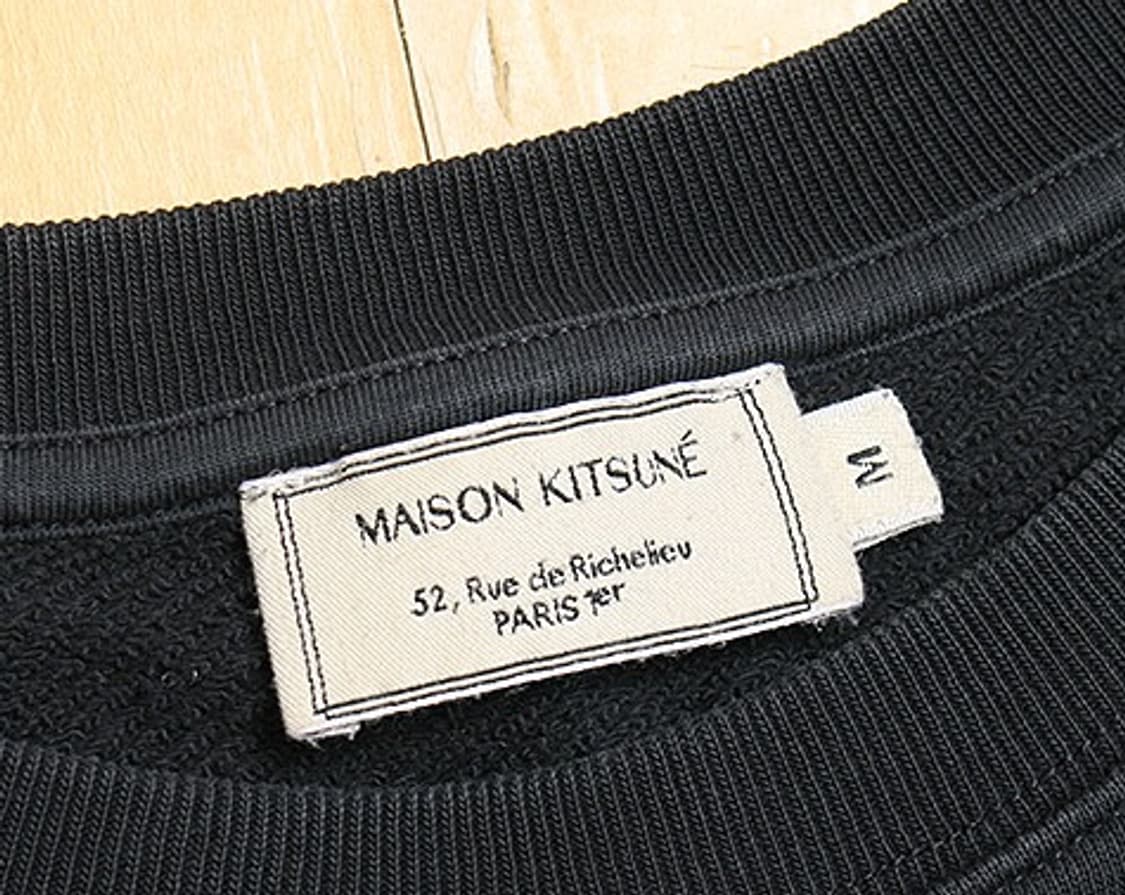 MAISON KITSUNÉ
52, Rue de Richelieu
PARIS 1er
M